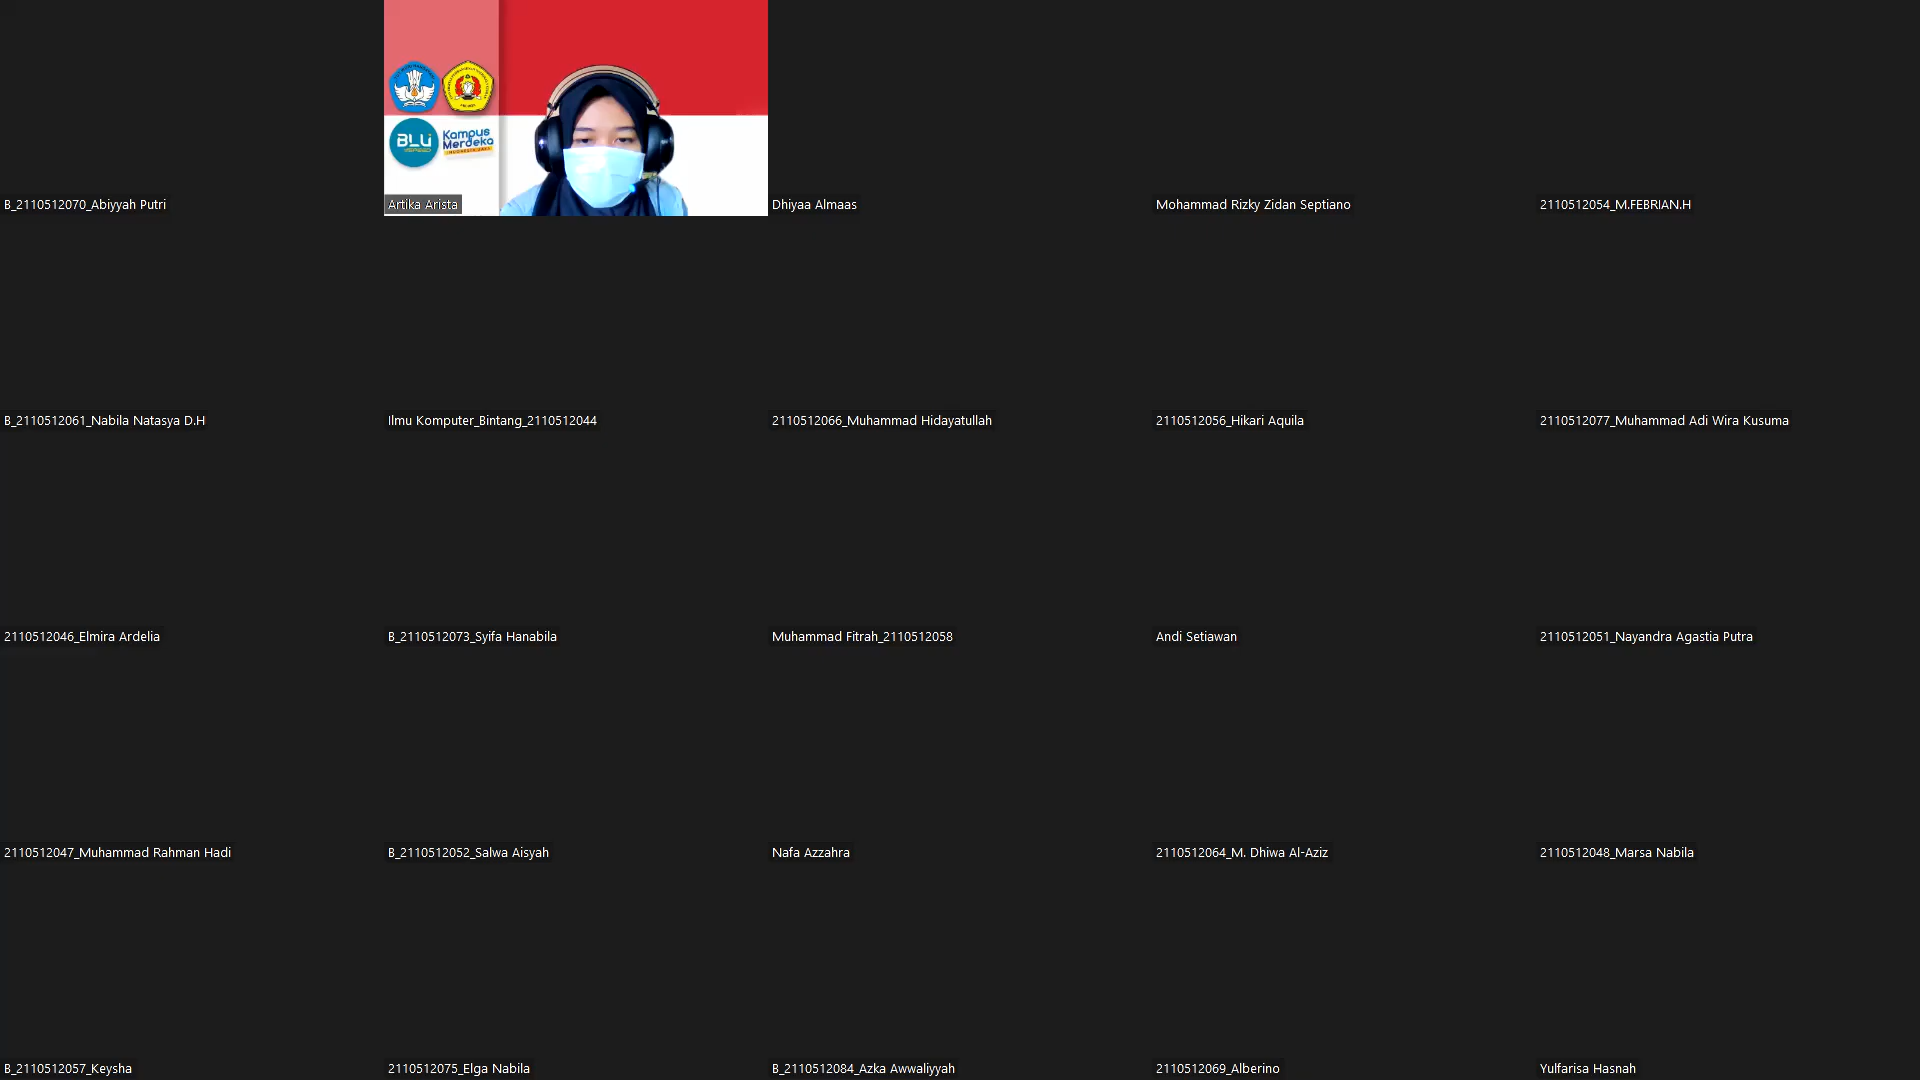 BLU
Kampus
Merdeka
INDONESIA JAYA
B_2110512070_Abiyyah Putri
Artika Arista
Dhiyaa Almaas
Mohammad Rizky Zidan Septiano
2110512054_M.FEBRIAN.H
B_2110512061_Nabila Natasya D.H
Ilmu Komputer_Bintang_2110512044
2110512066_Muhammad Hidayatullah
2110512056_Hikari Aquila
2110512077_Muhammad Adi Wira Kusuma
2110512046_Elmira Ardelia
B_2110512073_Syifa Hanabila
Muhammad Fitrah_2110512058
Andi Setiawan
2110512051_Nayandra Agastia Putra
2110512047_Muhammad Rahman Hadi
B_2110512052_Salwa Aisyah
Nafa Azzahra
2110512064_M. Dhiwa Al-Aziz
2110512048_Marsa Nabila
B_2110512057_Keysha
2110512075_Elga Nabila
B_2110512084_Azka Awwaliyyah
2110512069_Alberino
Yulfarisa Hasnah